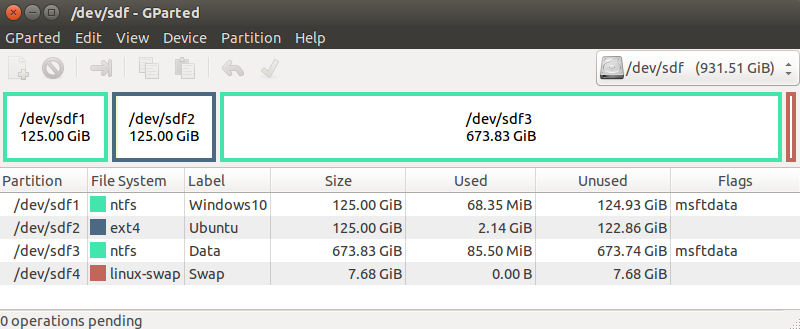 /dev/sdf - GParted
GParted Edit View Device Partition Help
/dev/sdf (931.51 GiB)
/dev/sdf1 /dev/sdf2 /dev/sdf3
125.00 GiB 125.00 GiB 673.83 GiB
Partition File System Label Size Used Unused Flags
/dev/sdf1 ntfs Windows10 125.00 GiB 68.35 MiB 124.93 GiB msftdata
/dev/sdf2 ext4 Ubuntu 125.00 GiB 2.14 GiB 122.86 GiB
/dev/sdf3 ntfs Data 673.83 GiB 85.50 MiB 673.74 GiB msftdata
/dev/sdf4 linux-swap Swap 7.68 GiB 0.00 B 7.68 GiB
0 operations pending